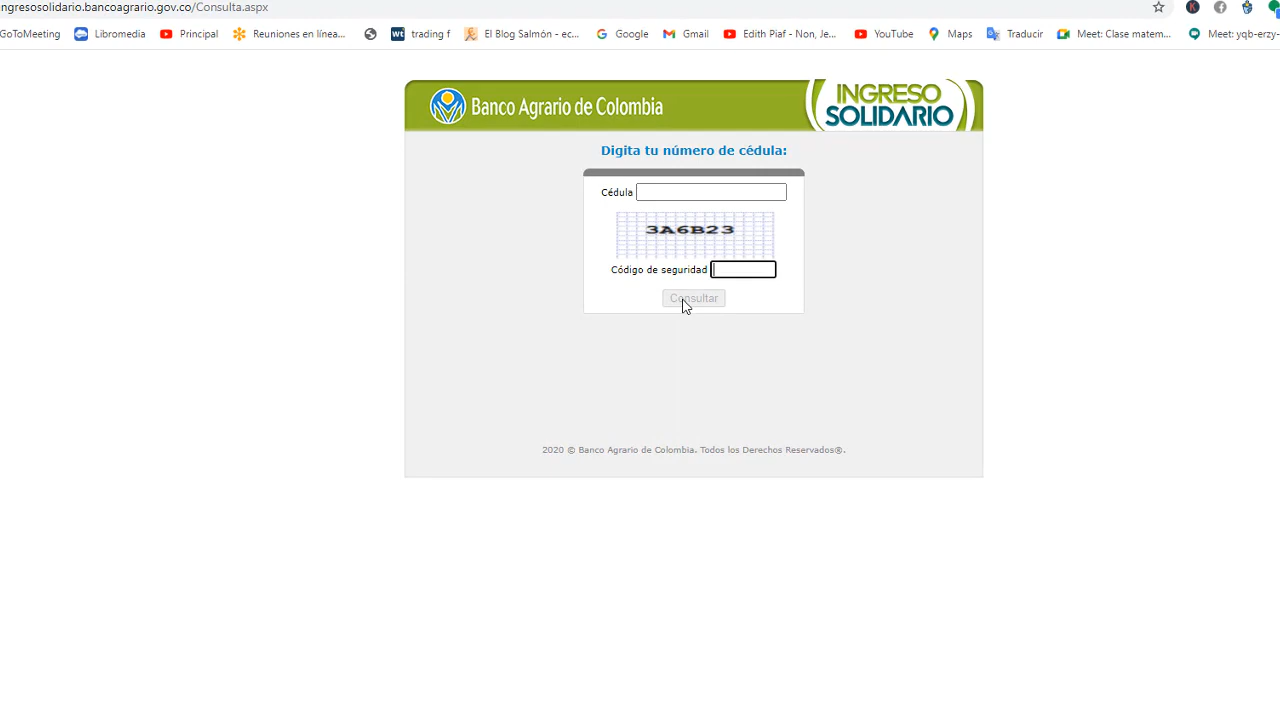 ngresosolidario.bancoagrario.gov.co/Consulta.aspx
GoToMeeting Libromedia Principal Reuniones en línea... wt trading f El Blog Salmón - ec... Google Gmail Edith Piaf - Non, Je... YouTube Maps Traducir Meet: Clase matem... Meet: yqb-erzy-
Banco Agrario de Colombia
INGRESO
SOLIDARIO
Digita tu número de cédula:
Cédula
3A6B23
Código de seguridad
Consultar
2020 © Banco Agrario de Colombia. Todos los Derechos Reservados®.